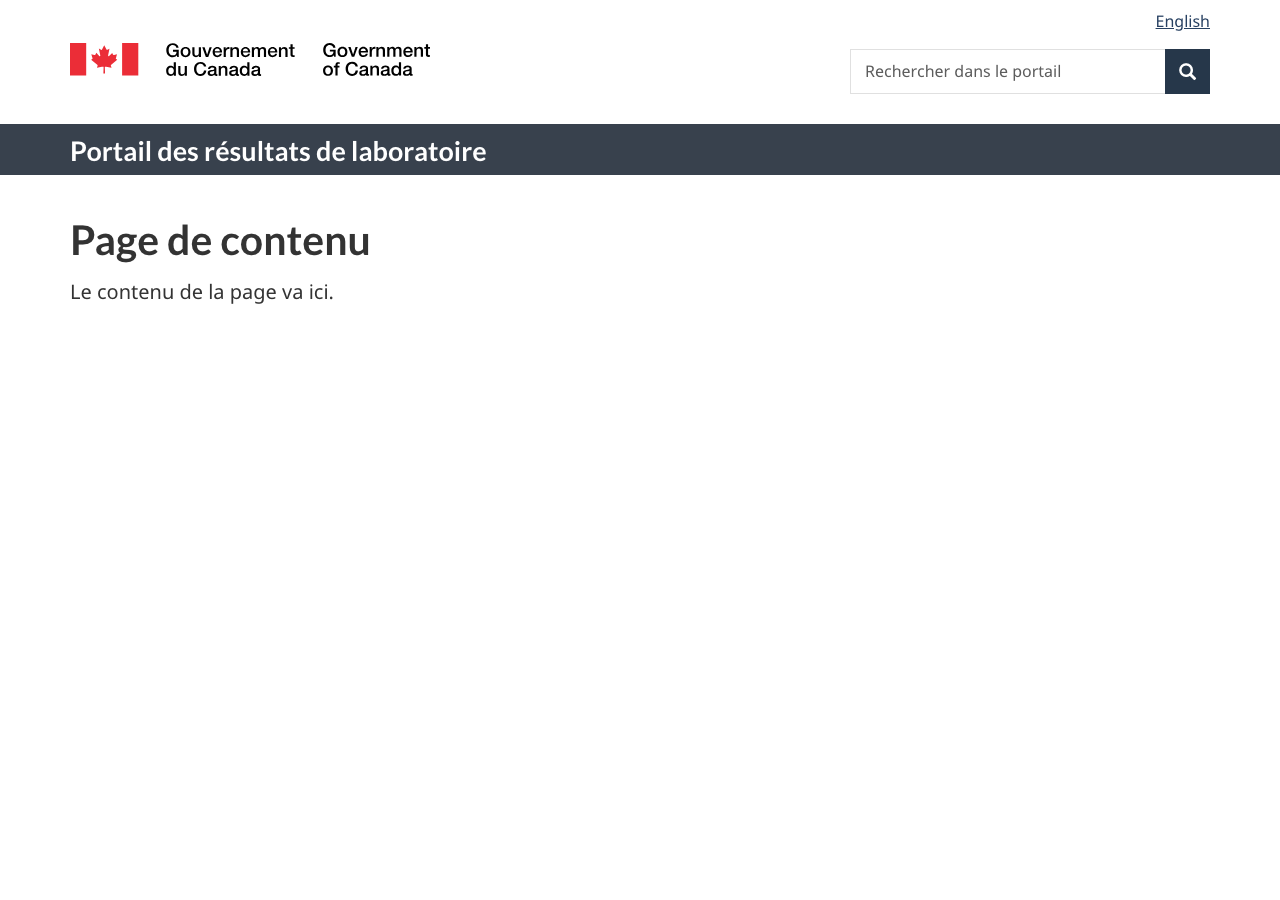 English
Gouvernement
du Canada
Government
of Canada
Rechercher dans le portail
Portail des résultats de laboratoire
Page de contenu
Le contenu de la page va ici.